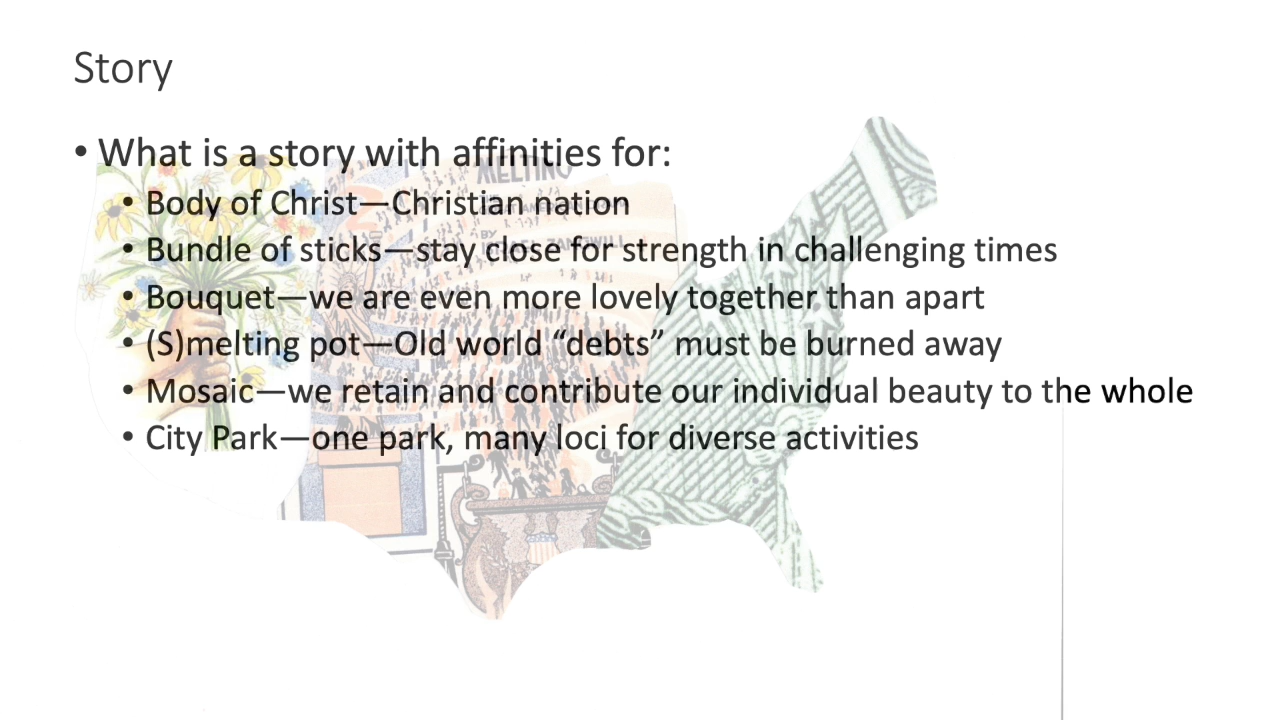 Story
• What is a story with affinities for:
• Body of Christ—Christian nation
• Bundle of sticks—stay close for strength in challenging times
• Bouquet—we are even more lovely together than apart
• (S)melting pot—Old world “debts” must be burned away
• Mosaic—we retain and contribute our individual beauty to the whole
• City Park—one park, many loci for diverse activities
MELTING
BY
ZANGWILL